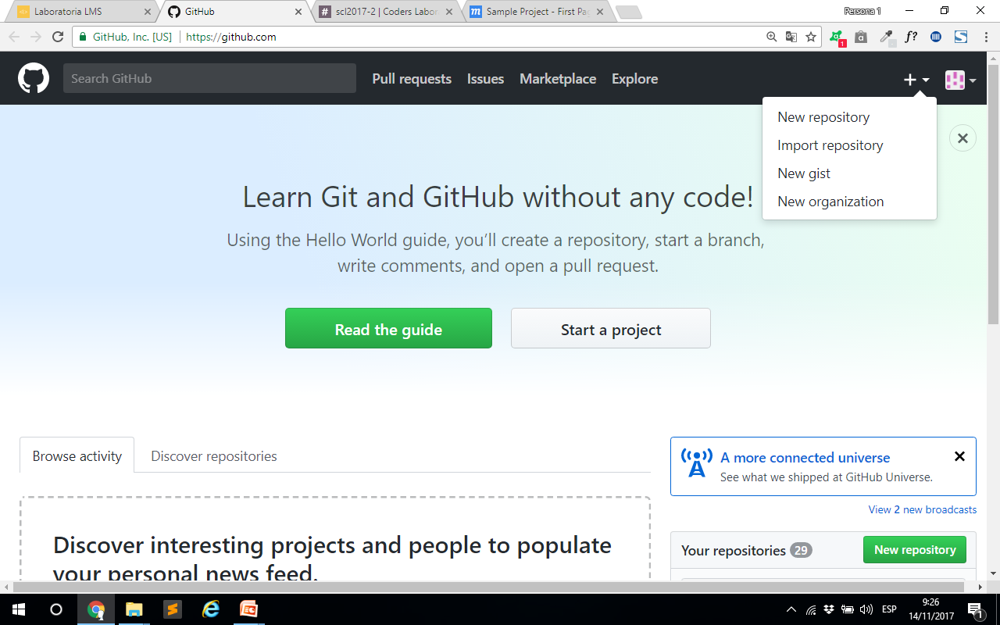 Laboratoria LMS
GitHub
scl2017-2 | Coders Labor
Sample Project - First Pa
Persona 1
GitHub, Inc. [US]
https://github.com
1
f?
Search GitHub
Pull requests
Issues
Marketplace
Explore
New repository
Import repository
New gist
New organization
Learn Git and GitHub without any code!
Using the Hello World guide, you’ll create a repository, start a branch,
write comments, and open a pull request.
Read the guide
Start a project
Browse activity
Discover repositories
A more connected universe
See what we shipped at GitHub Universe.
View 2 new broadcasts
Discover interesting projects and people to populate
your personal news feed.
Your repositories 29
New repository
ESP
9:26
14/11/2017
1